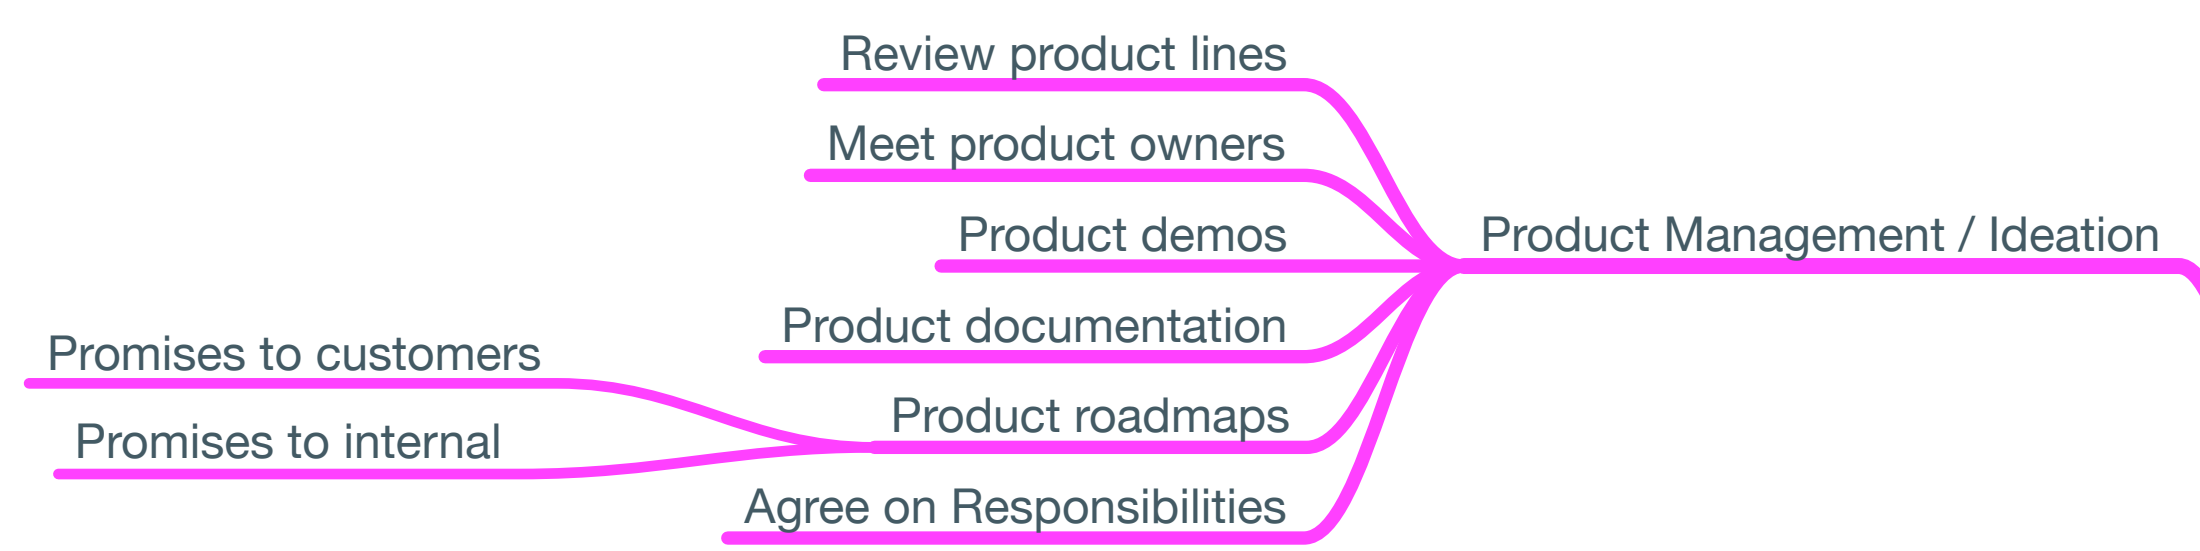 Review product lines
Meet product owners
Product demos
Product Management / Ideation
Product documentation
Promises to customers
Product roadmaps
Promises to internal
Agree on Responsibilities